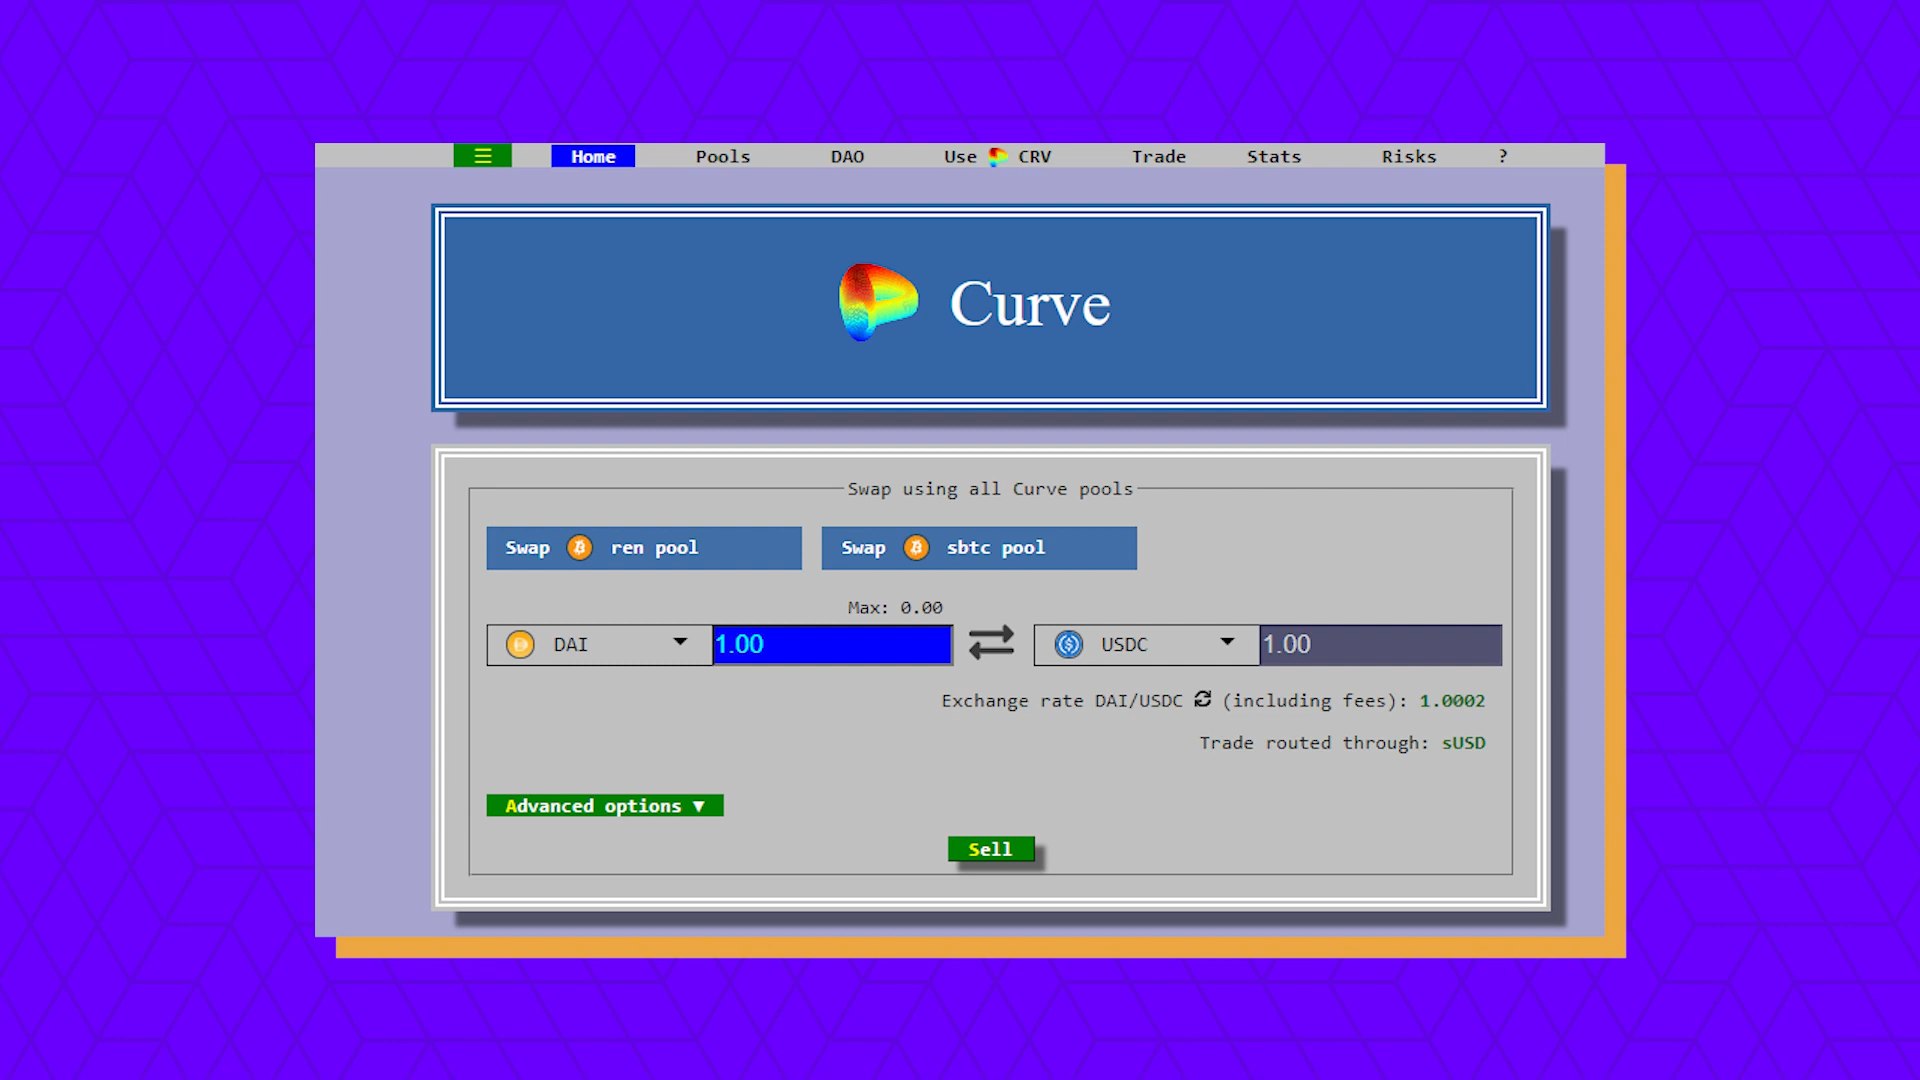 ☰ Home Pools DAO Use CRV Trade Stats Risks ?
Curve
Swap using all Curve pools
Swap ren pool Swap sbtc pool
Max: 0.00
DAI 1.00 USDC 1.00
Exchange rate DAI/USDC (including fees): 1.0002
Trade routed through: sUSD
Advanced options ▼
Sell